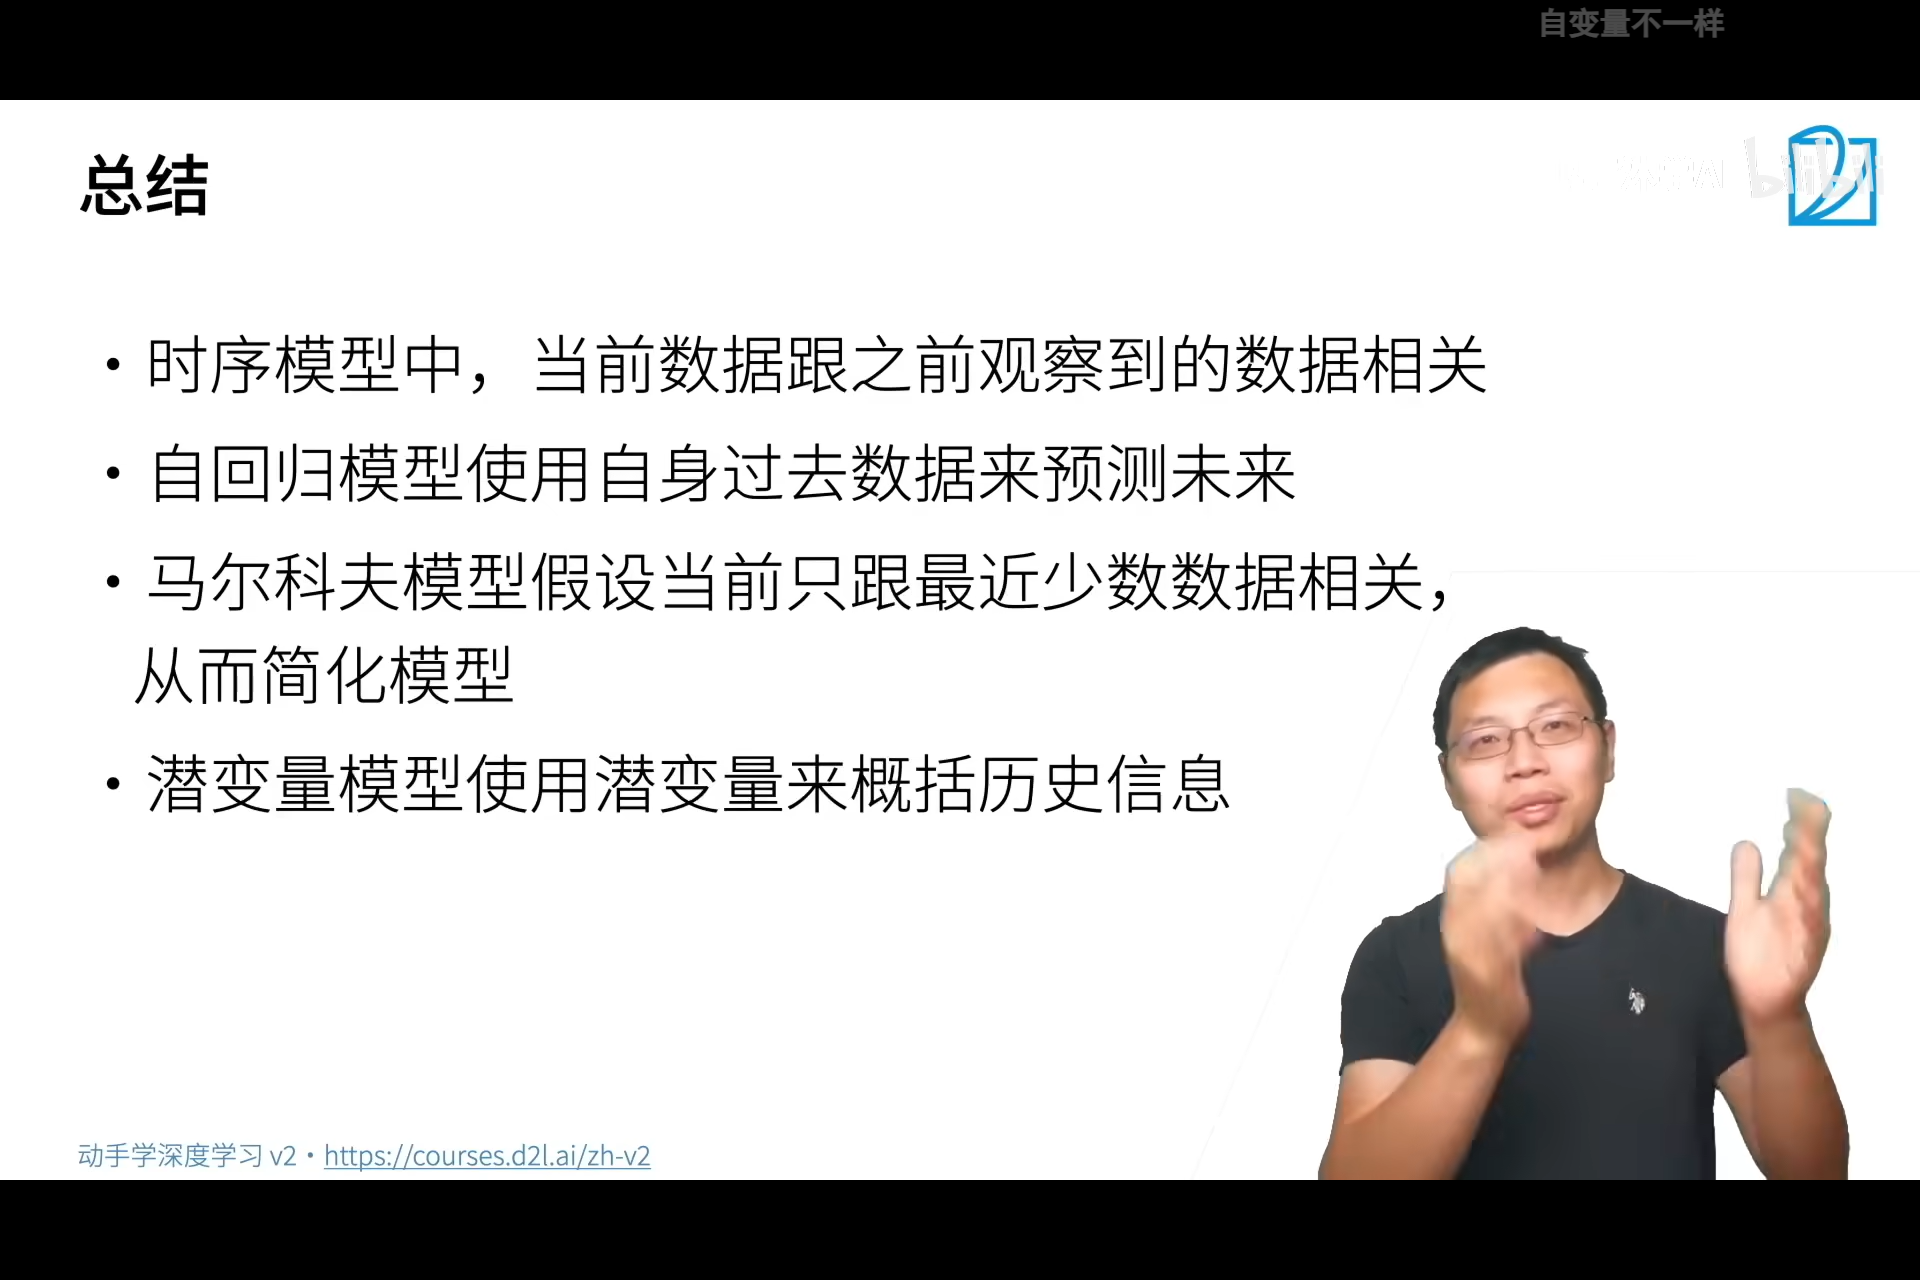 自变量不一样
总结
bilibili
• 时序模型中，当前数据跟之前观察到的数据相关
• 自回归模型使用自身过去数据来预测未来
• 马尔科夫模型假设当前只跟最近少数数据相关，
从而简化模型
• 潜变量模型使用潜变量来概括历史信息
动手学深度学习 v2 • https://courses.d2l.ai/zh-v2